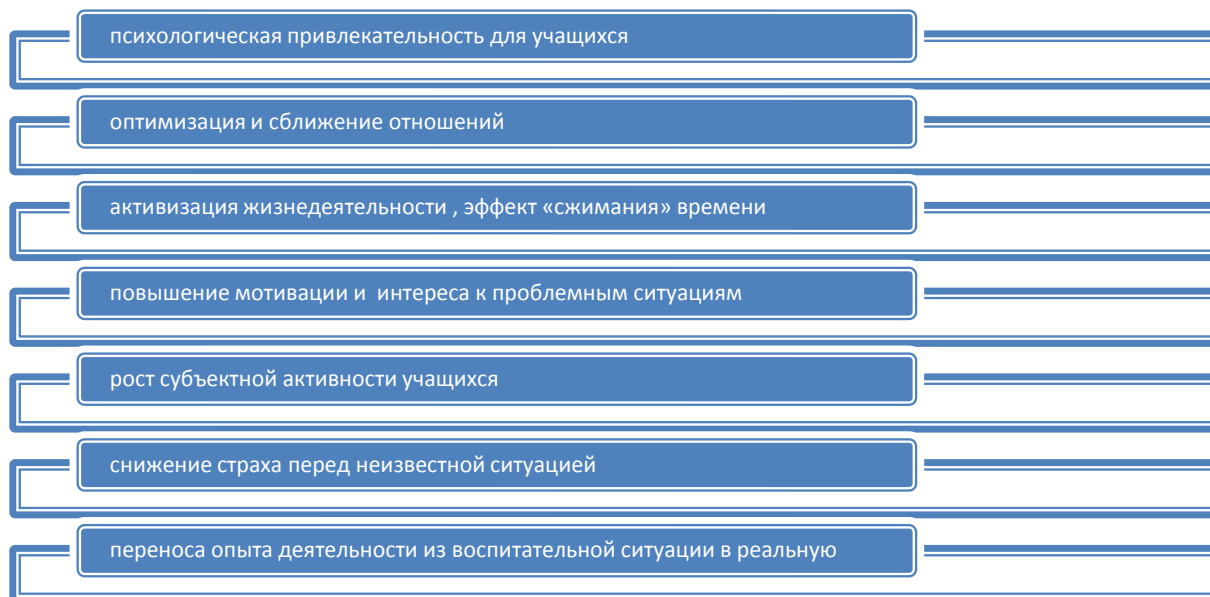 психологическая привлекательность для учащихся
оптимизация и сближение отношений
активизация жизнедеятельности , эффект «сжимания» времени
повышение мотивации и  интереса к проблемным ситуациям
рост субъектной активности учащихся
снижение страха перед неизвестной ситуацией
переноса опыта деятельности из воспитательной ситуации в реальную